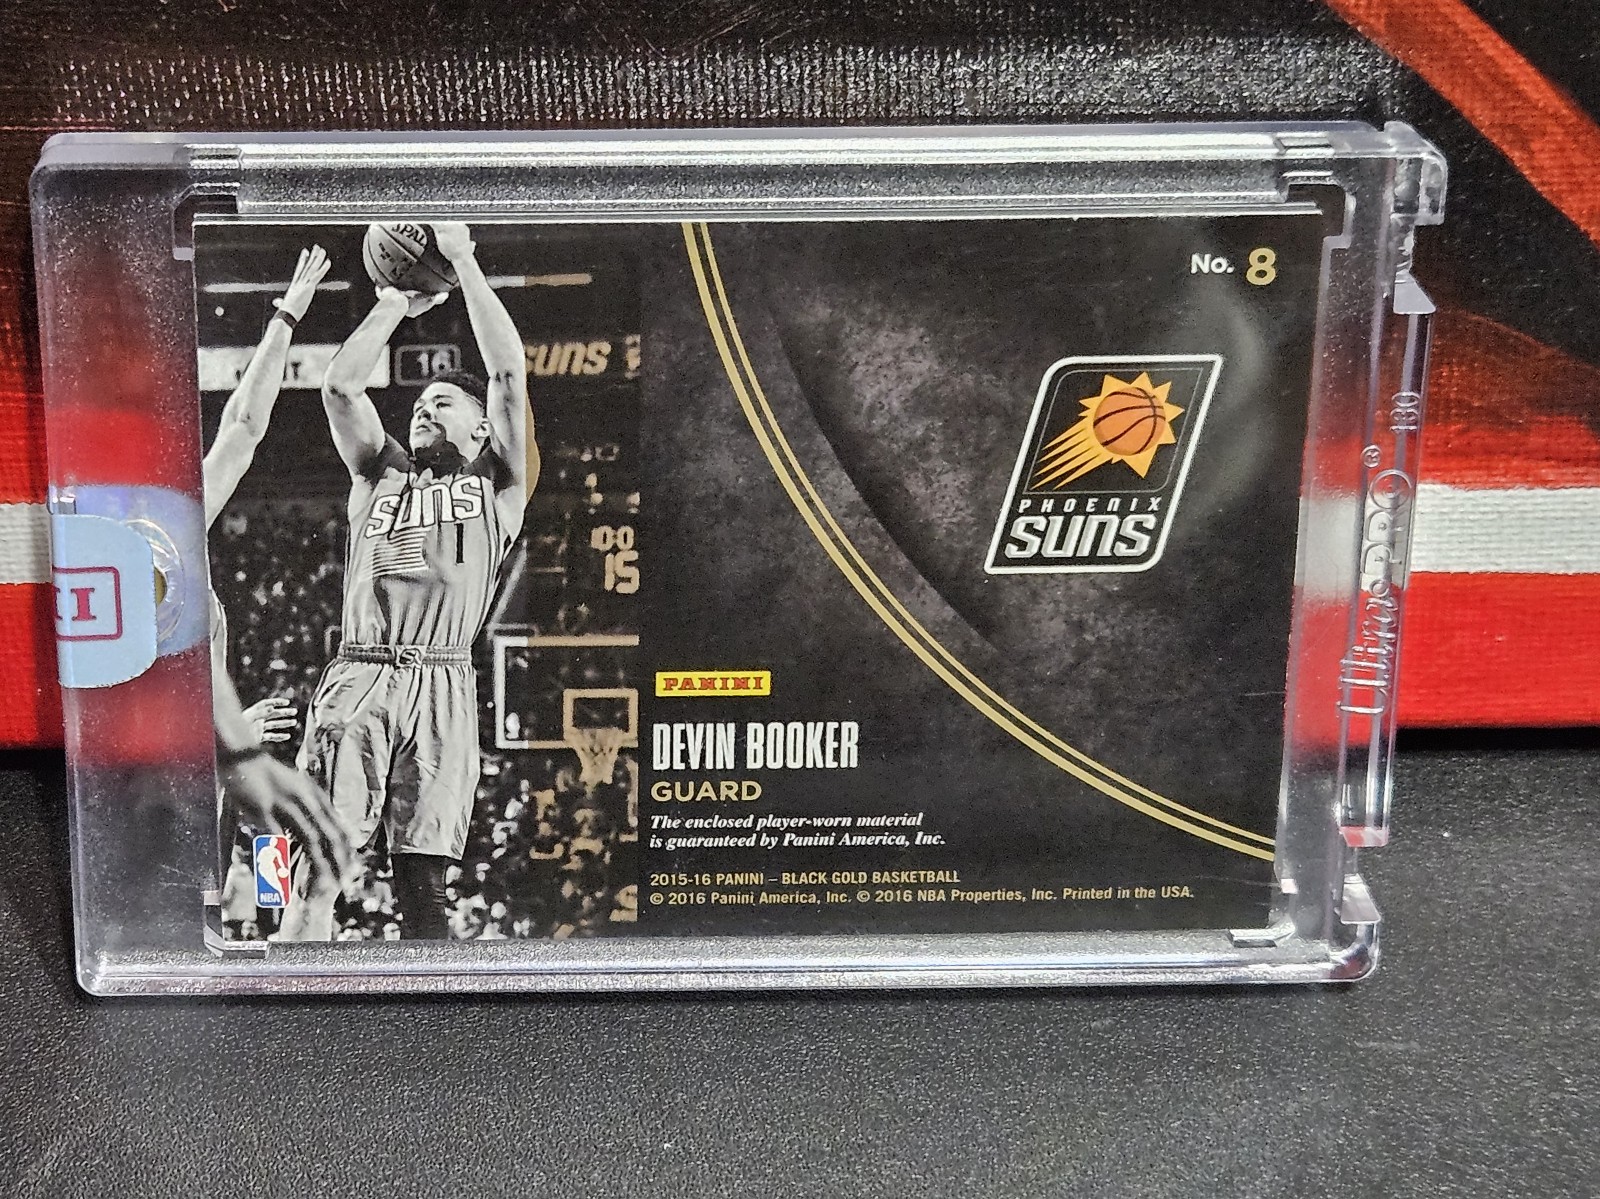 No. 8
SPAL
16
suns
suns
1
00
15
PHOENIX
suns
PANINI
DEVIN BOOKER
GUARD
The enclosed player-worn material
is guaranteed by Panini America, Inc.
NBA
2015-16 PANINI – BLACK GOLD BASKETBALL
© 2016 Panini America, Inc. © 2016 NBA Properties, Inc. Printed in the USA.
Ultra PRO® 130